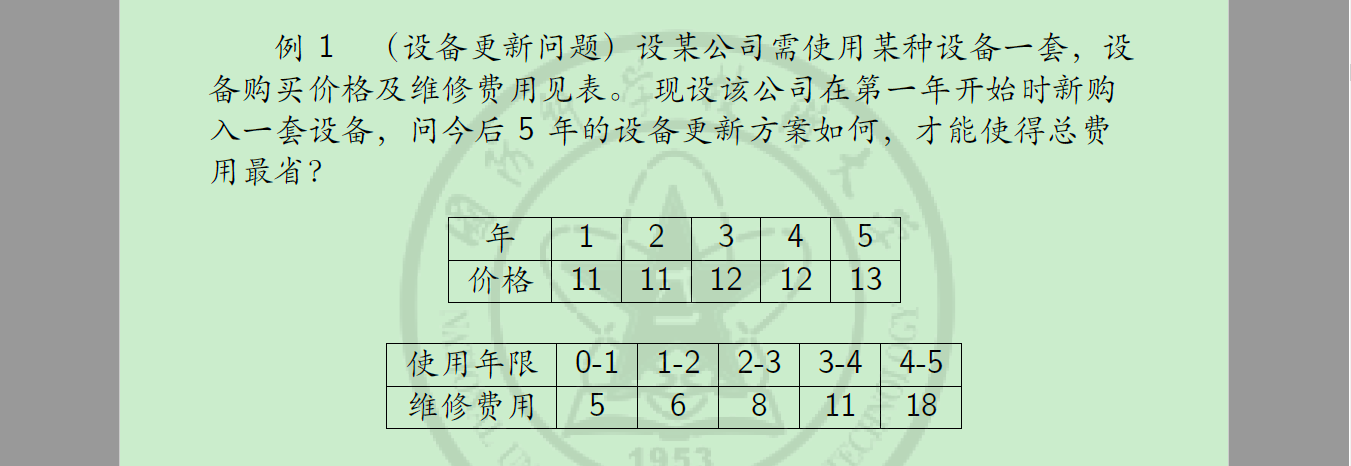 例 1 （设备更新问题）设某公司需使用某种设备一套，设
备购买价格及维修费用见表。 现设该公司在第一年开始时新购
入一套设备，问今后 5 年的设备更新方案如何，才能使得总费
用最省？
年 1 2 3 4 5
价格 11 11 12 12 13
使用年限 0-1 1-2 2-3 3-4 4-5
维修费用 5 6 8 11 18
1953